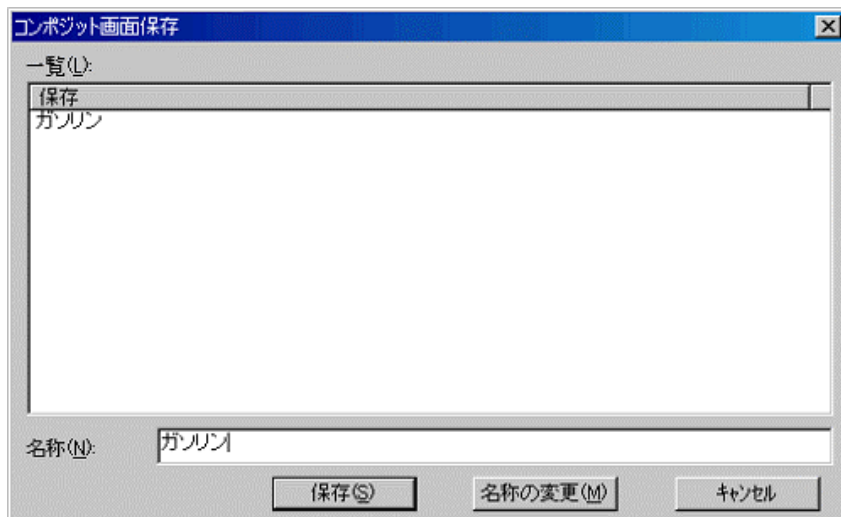 コンポジット画面保存
一覧(L):
保存
ガソリン
名称(N): ガソリン
保存(S) 名称の変更(M) キャンセル